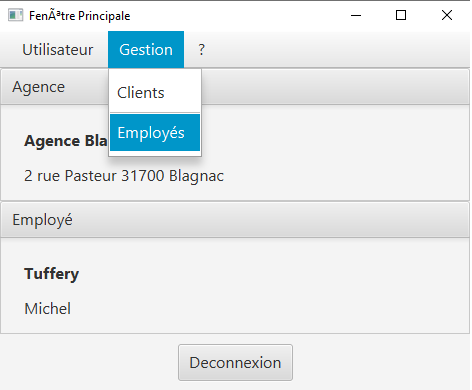 FenÃªtre Principale
Utilisateur Gestion ?
Agence
Clients
Employés
Agence Bla
2 rue Pasteur 31700 Blagnac
Employé
Tuffery
Michel
Deconnexion